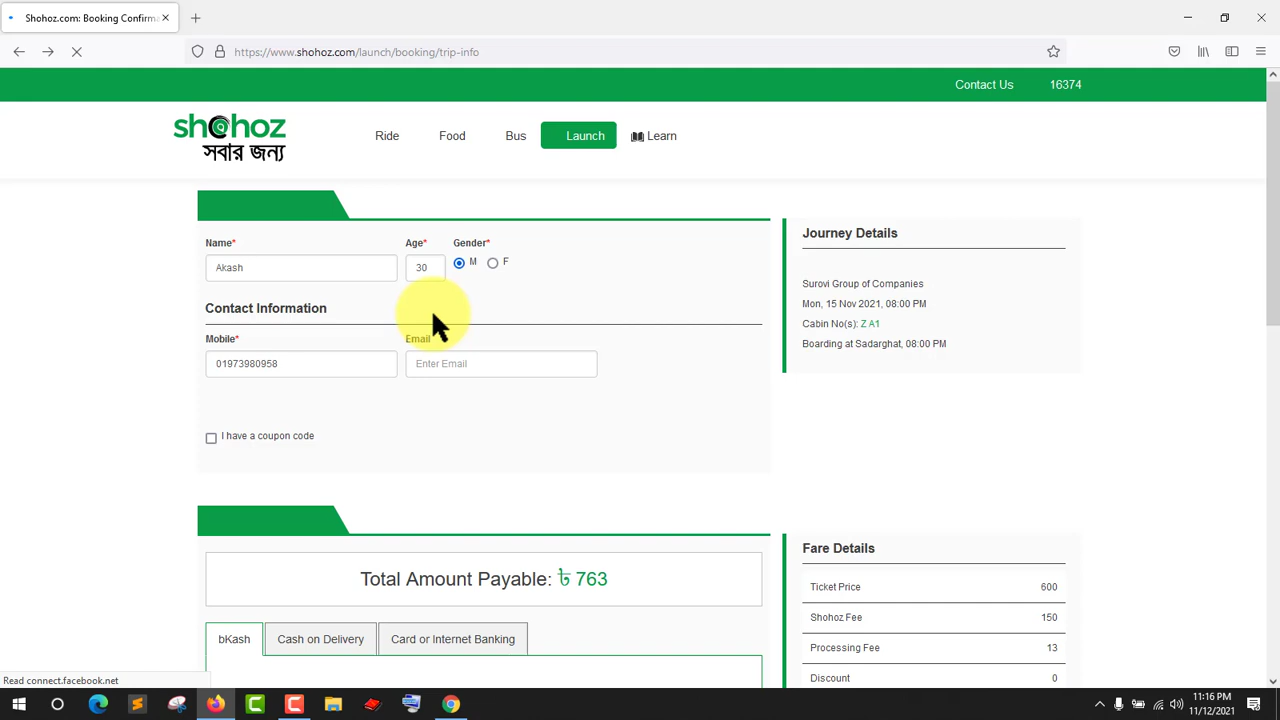 Shohoz.com: Booking Confirma
https://www.shohoz.com/launch/booking/trip-info
Contact Us 16374
shohoz
সবার জন্য
Ride Food Bus Launch Learn
Name* Age* Gender*
Akash 30 M F
Contact Information
Mobile* Email
01973980958 Enter Email
I have a coupon code
Journey Details
Surovi Group of Companies
Mon, 15 Nov 2021, 08:00 PM
Cabin No(s): Z A1
Boarding at Sadarghat, 08:00 PM
Total Amount Payable: ৳ 763
bKash Cash on Delivery Card or Internet Banking
Fare Details
Ticket Price 600
Shohoz Fee 150
Processing Fee 13
Discount 0
Read connect.facebook.net
11:16 PM
11/12/2021